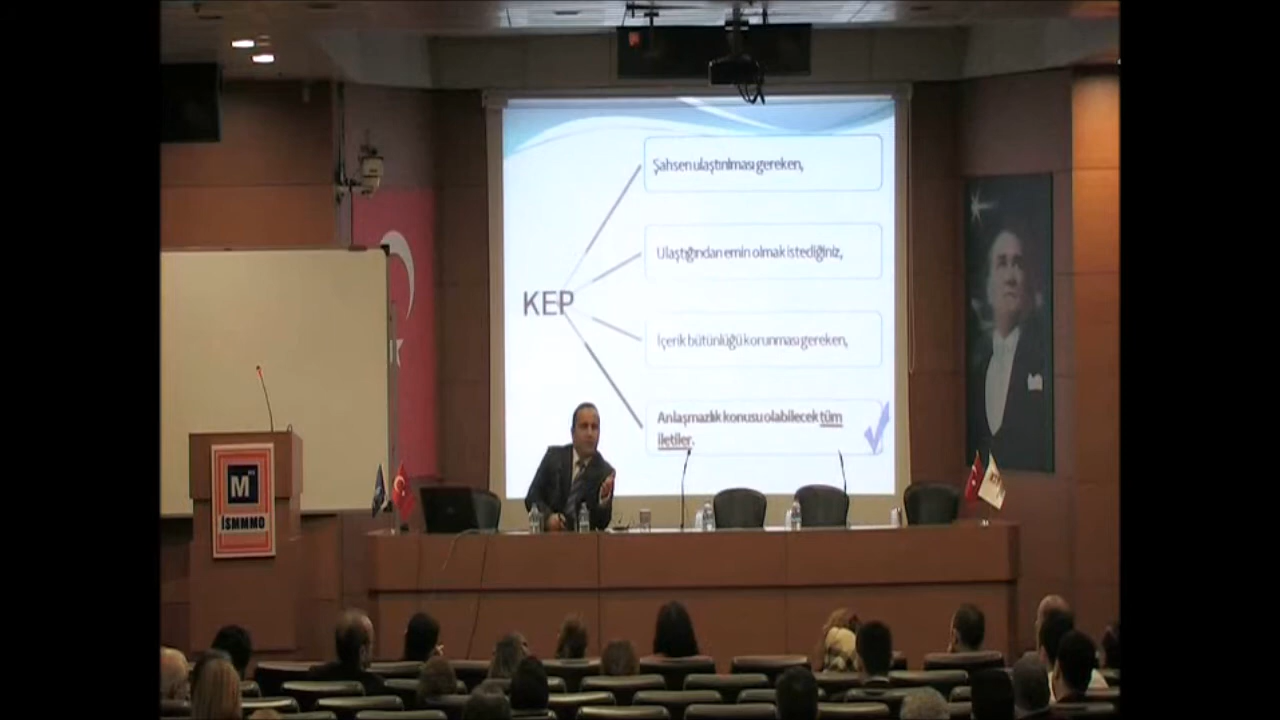 Şahsen ulaştırılması gereken,
Ulaştığından emin olmak istediğiniz,
KEP
İçerik bütünlüğü korunması gereken,
Anlaşmazlık konusu olabilecek tüm
iletiler.
M
İSMMMO